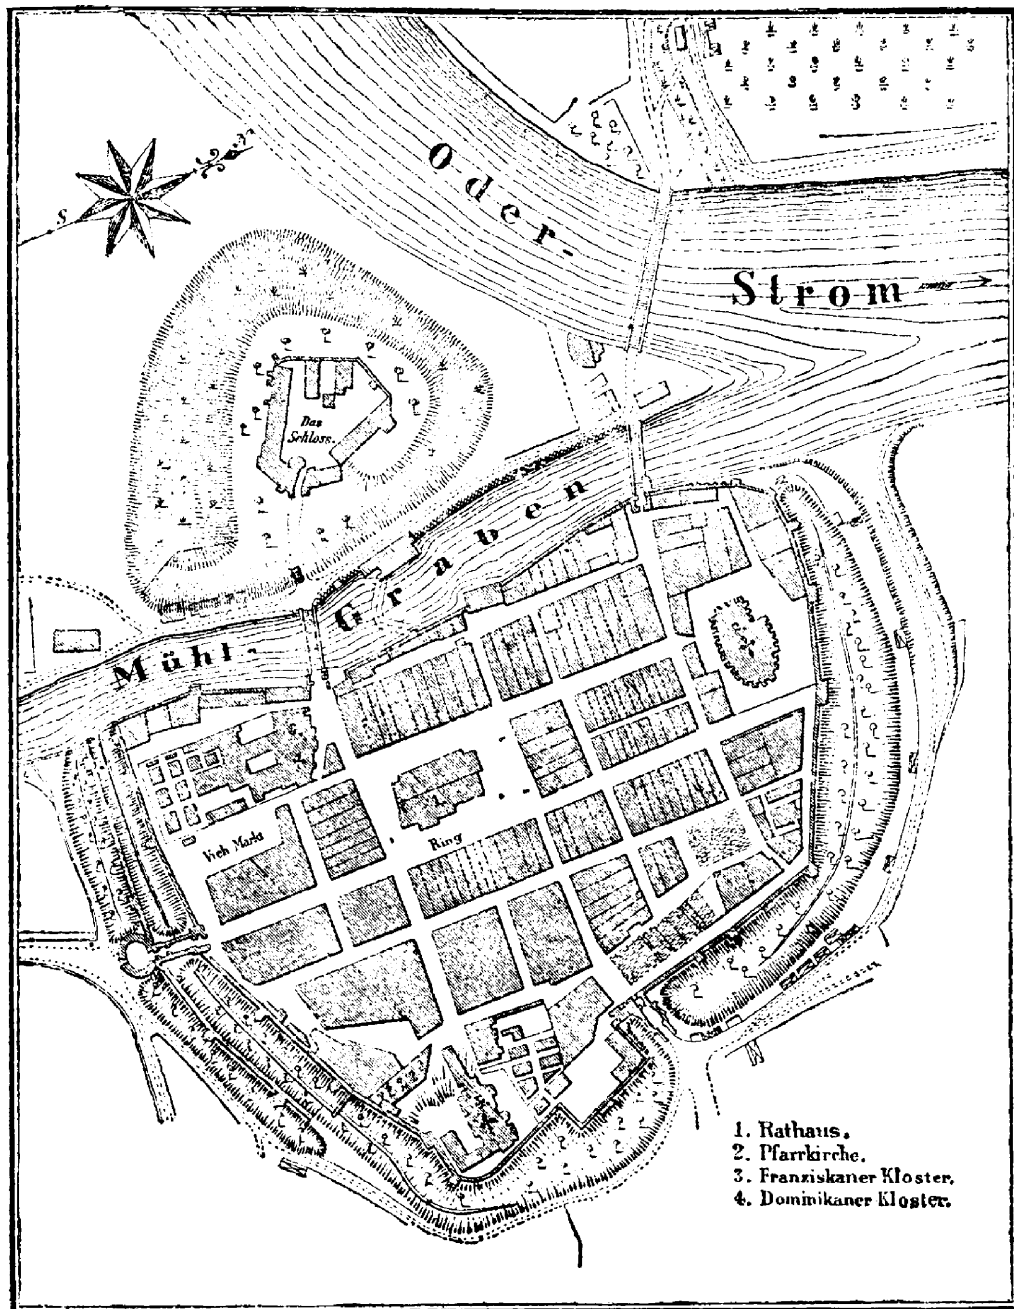 Oder-
Strom
S.
Das
Schloss.
Mühl-
Graben
Vieh Markt
Ring
1. Rathaus.
2. Pfarrkirche.
3. Franziskaner Kloster.
4. Dominikaner Kloster.